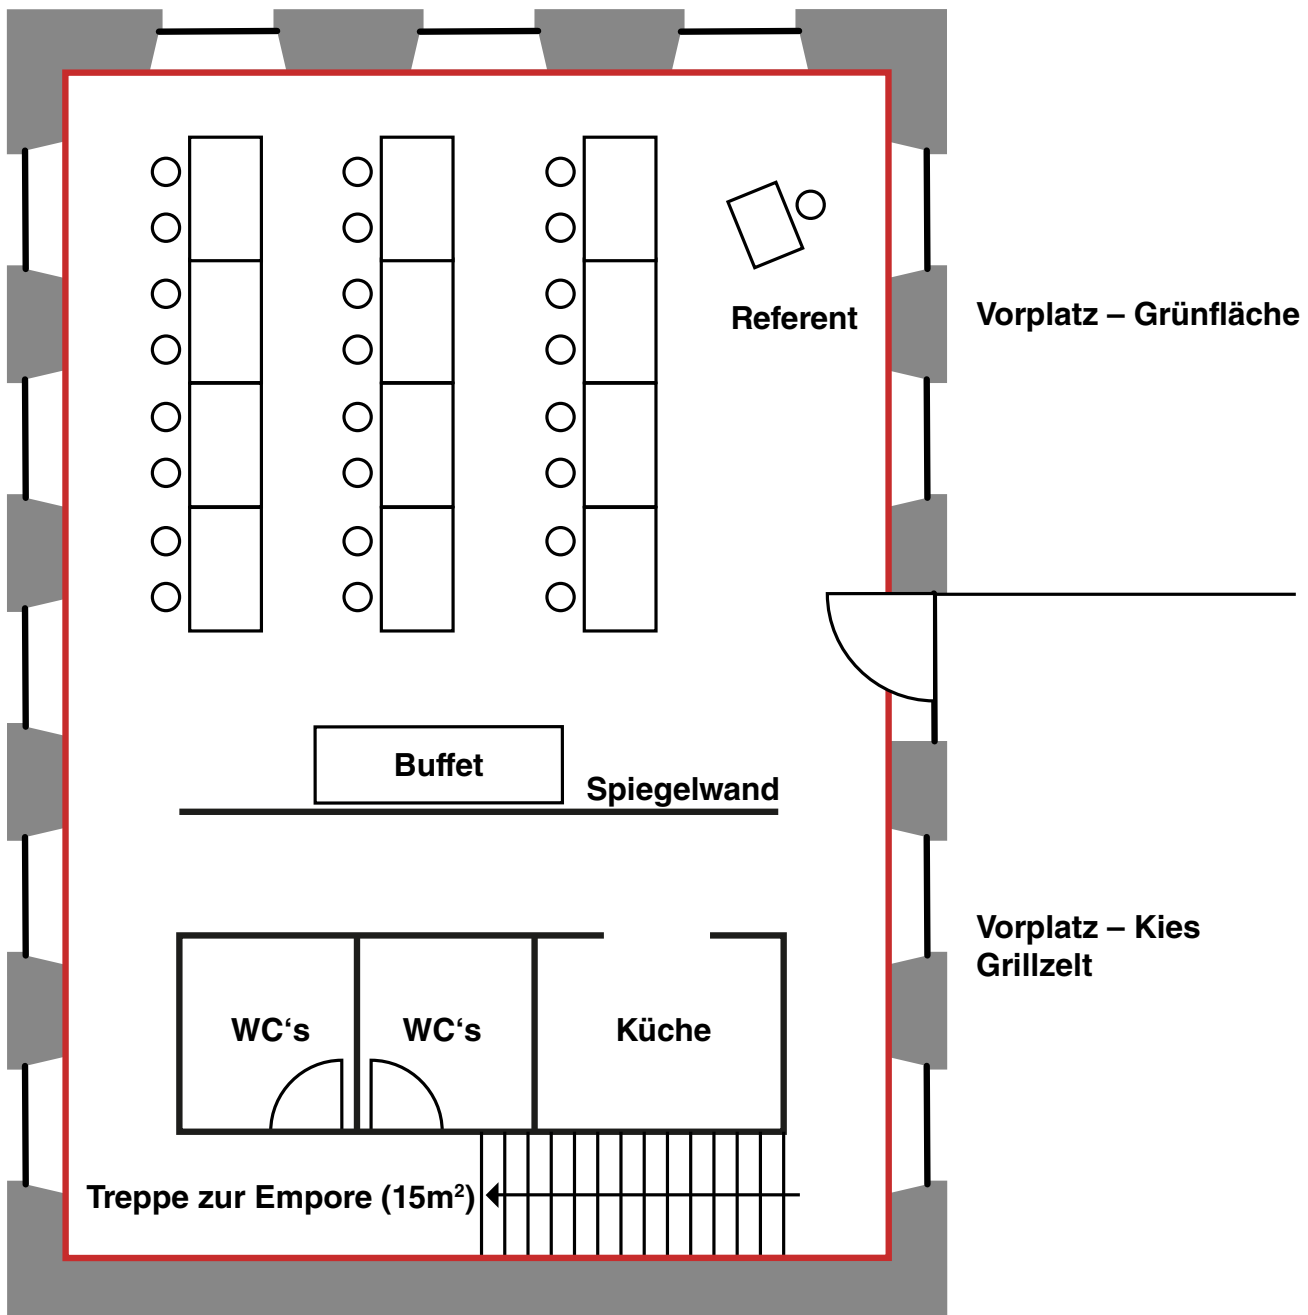 Referent
Vorplatz – Grünfläche
Buffet
Spiegelwand
Vorplatz – Kies
Grillzelt
WC‘s
WC‘s
Küche
Treppe zur Empore (15m²)